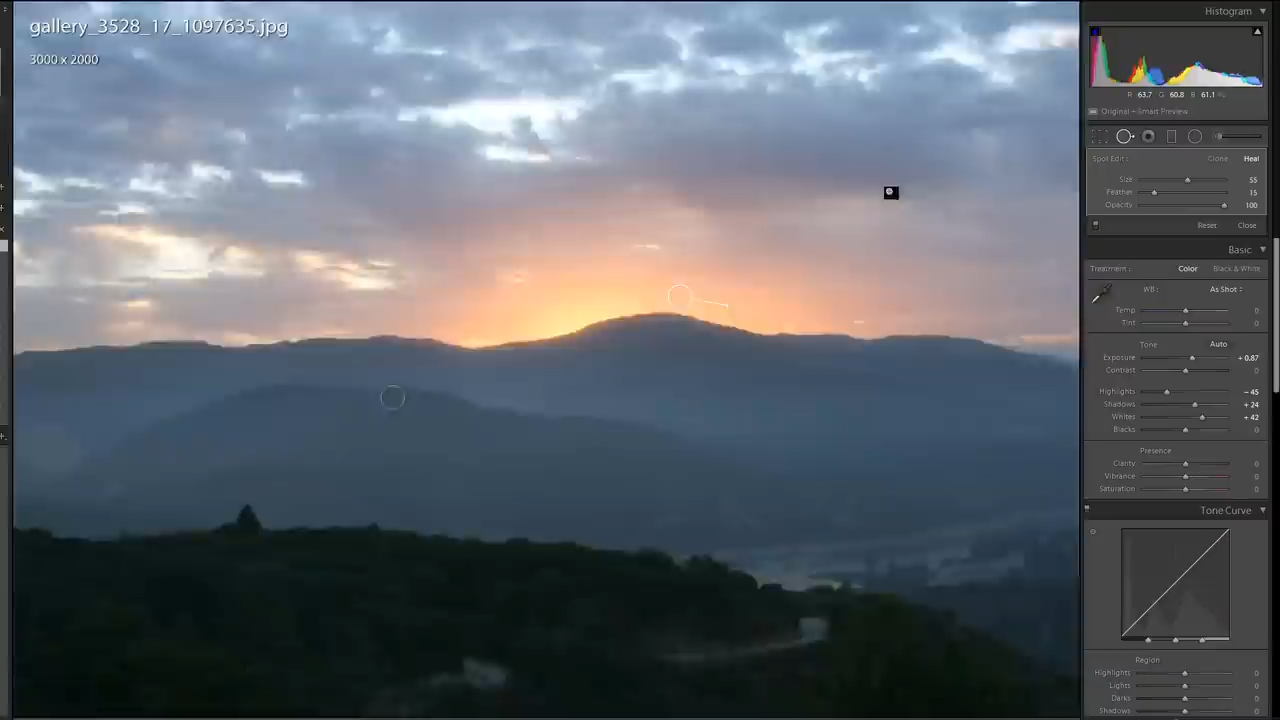 gallery_3528_17_1097635.jpg
3000 x 2000
Histogram
R 63.7 G 60.8 B 61.1 %
Original + Smart Preview
Spot Edit: Clone Heal
Size 55
Feather 15
Opacity 100
Reset Close
Basic
Treatment: Color Black & White
WB: As Shot
Temp 0
Tint 0
Tone Auto
Exposure + 0.87
Contrast 0
Highlights - 45
Shadows + 24
Whites + 42
Blacks 0
Presence
Clarity 0
Vibrance 0
Saturation 0
Tone Curve
Region
Highlights 0
Lights 0
Darks 0
Shadows 0